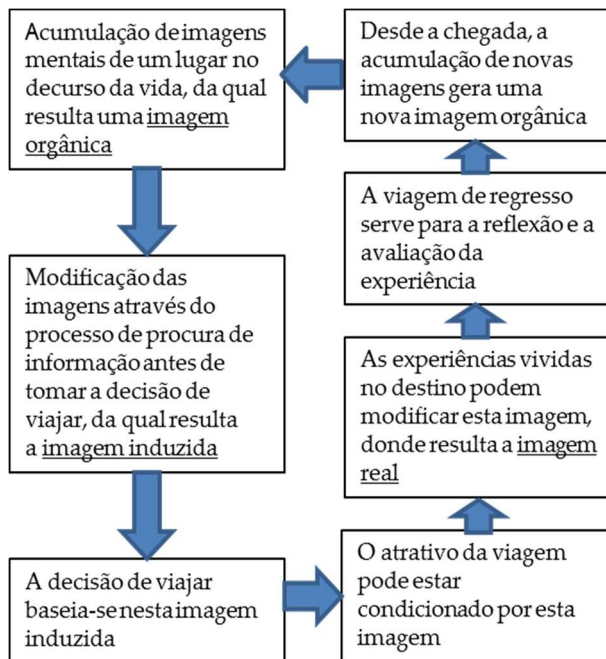 Acumulação de imagens
mentais de um lugar no
decurso da vida, da qual
resulta uma imagem
orgânica
Modificação das
imagens através do
processo de procura de
informação antes de
tomar a decisão de
viajar, da qual resulta
a imagem induzida
A decisão de viajar
baseia-se nesta imagem
induzida
O atrativo da viagem
pode estar
condicionado por esta
imagem
As experiências vividas
no destino podem
modificar esta imagem,
donde resulta a imagem
real
A viagem de regresso
serve para a reflexão e a
avaliação da
experiência
Desde a chegada, a
acumulação de novas
imagens gera uma
nova imagem orgânica